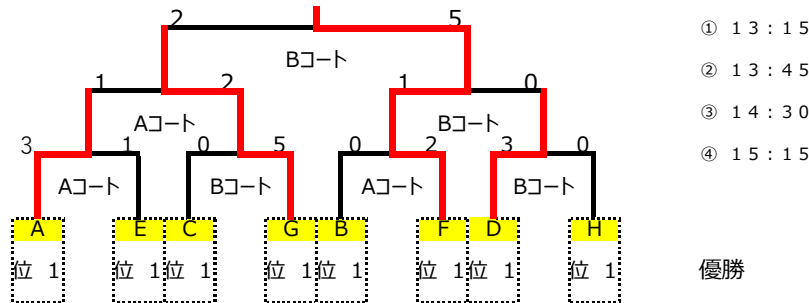 2 5
① 13:15
Bコート
② 13:45
1 2 1 0
Aコート Bコート
③ 14:30
3 1 0 5 0 2 3 0
④ 15:15
Aコート Bコート Aコート Bコート
A E C G B F D H
位 1 位 1 位 1 位 1 位 1 位 1 位 1 位 1
優勝